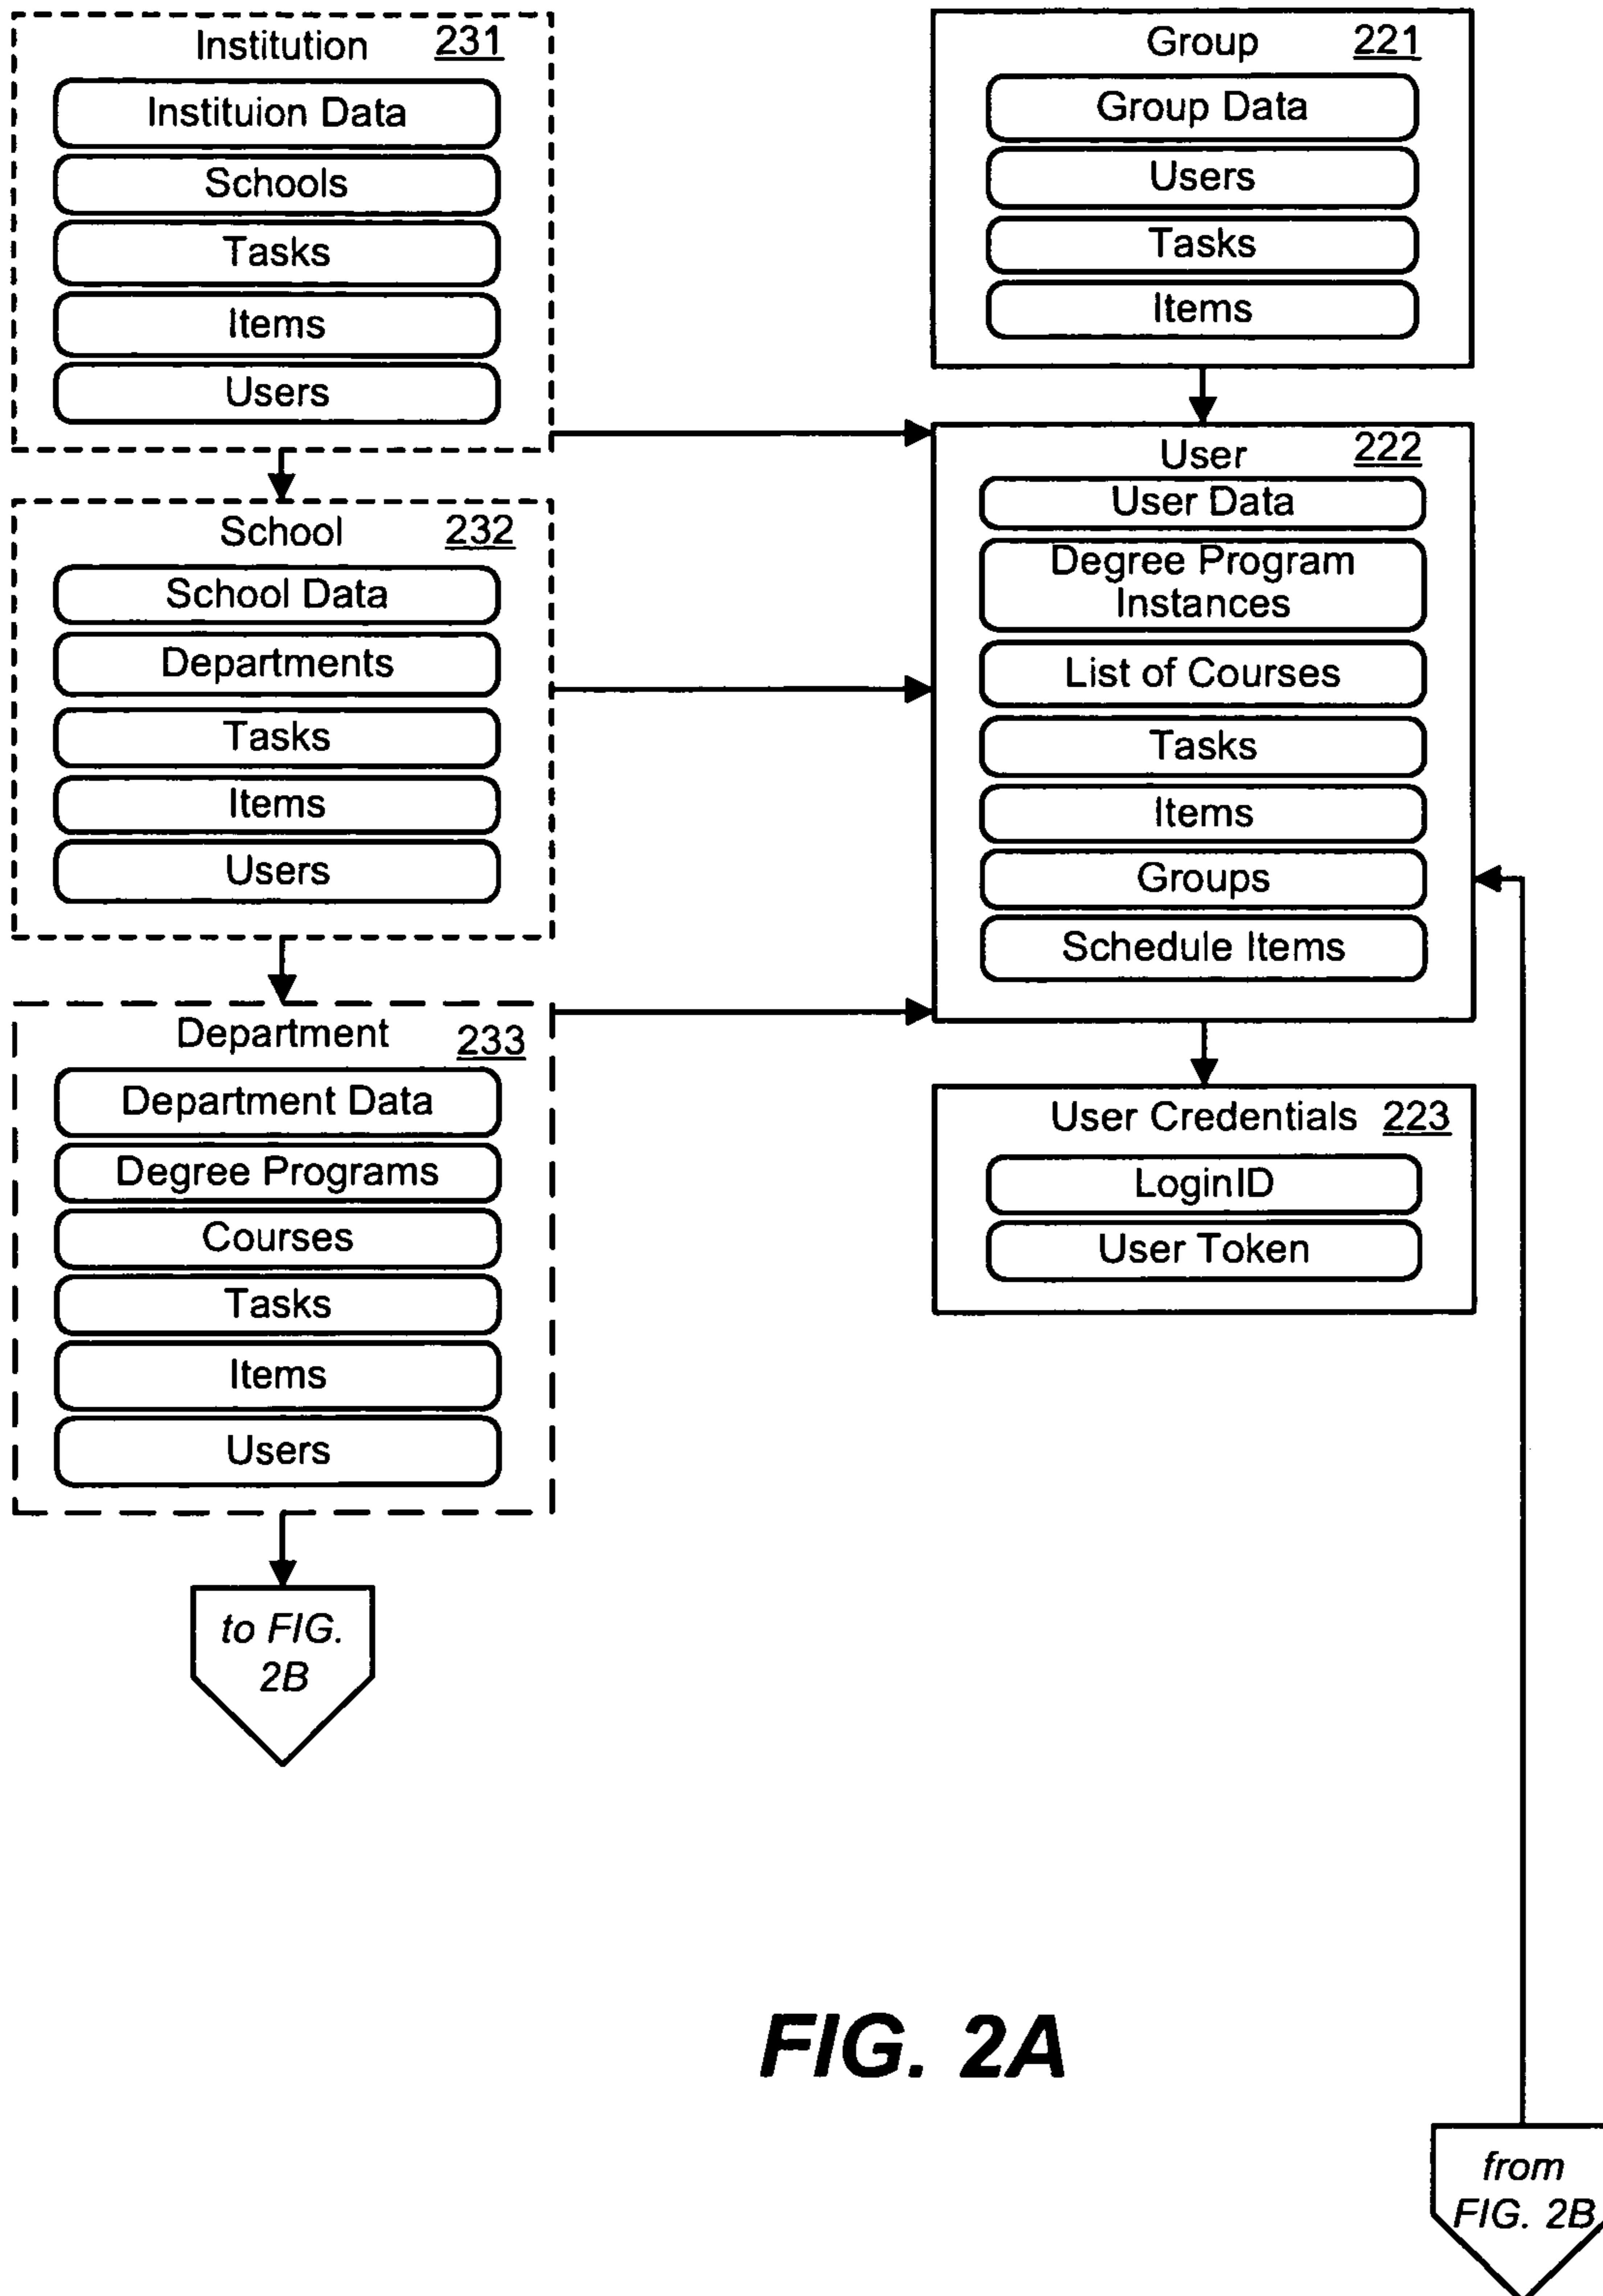 Institution 231
Instituion Data
Schools
Tasks
Items
Users
School 232
School Data
Departments
Tasks
Items
Users
Department 233
Department Data
Degree Programs
Courses
Tasks
Items
Users
to FIG.
2B
Group 221
Group Data
Users
Tasks
Items
User 222
User Data
Degree Program
Instances
List of Courses
Tasks
Items
Groups
Schedule Items
User Credentials 223
LoginID
User Token
FIG. 2A
from
FIG. 2B